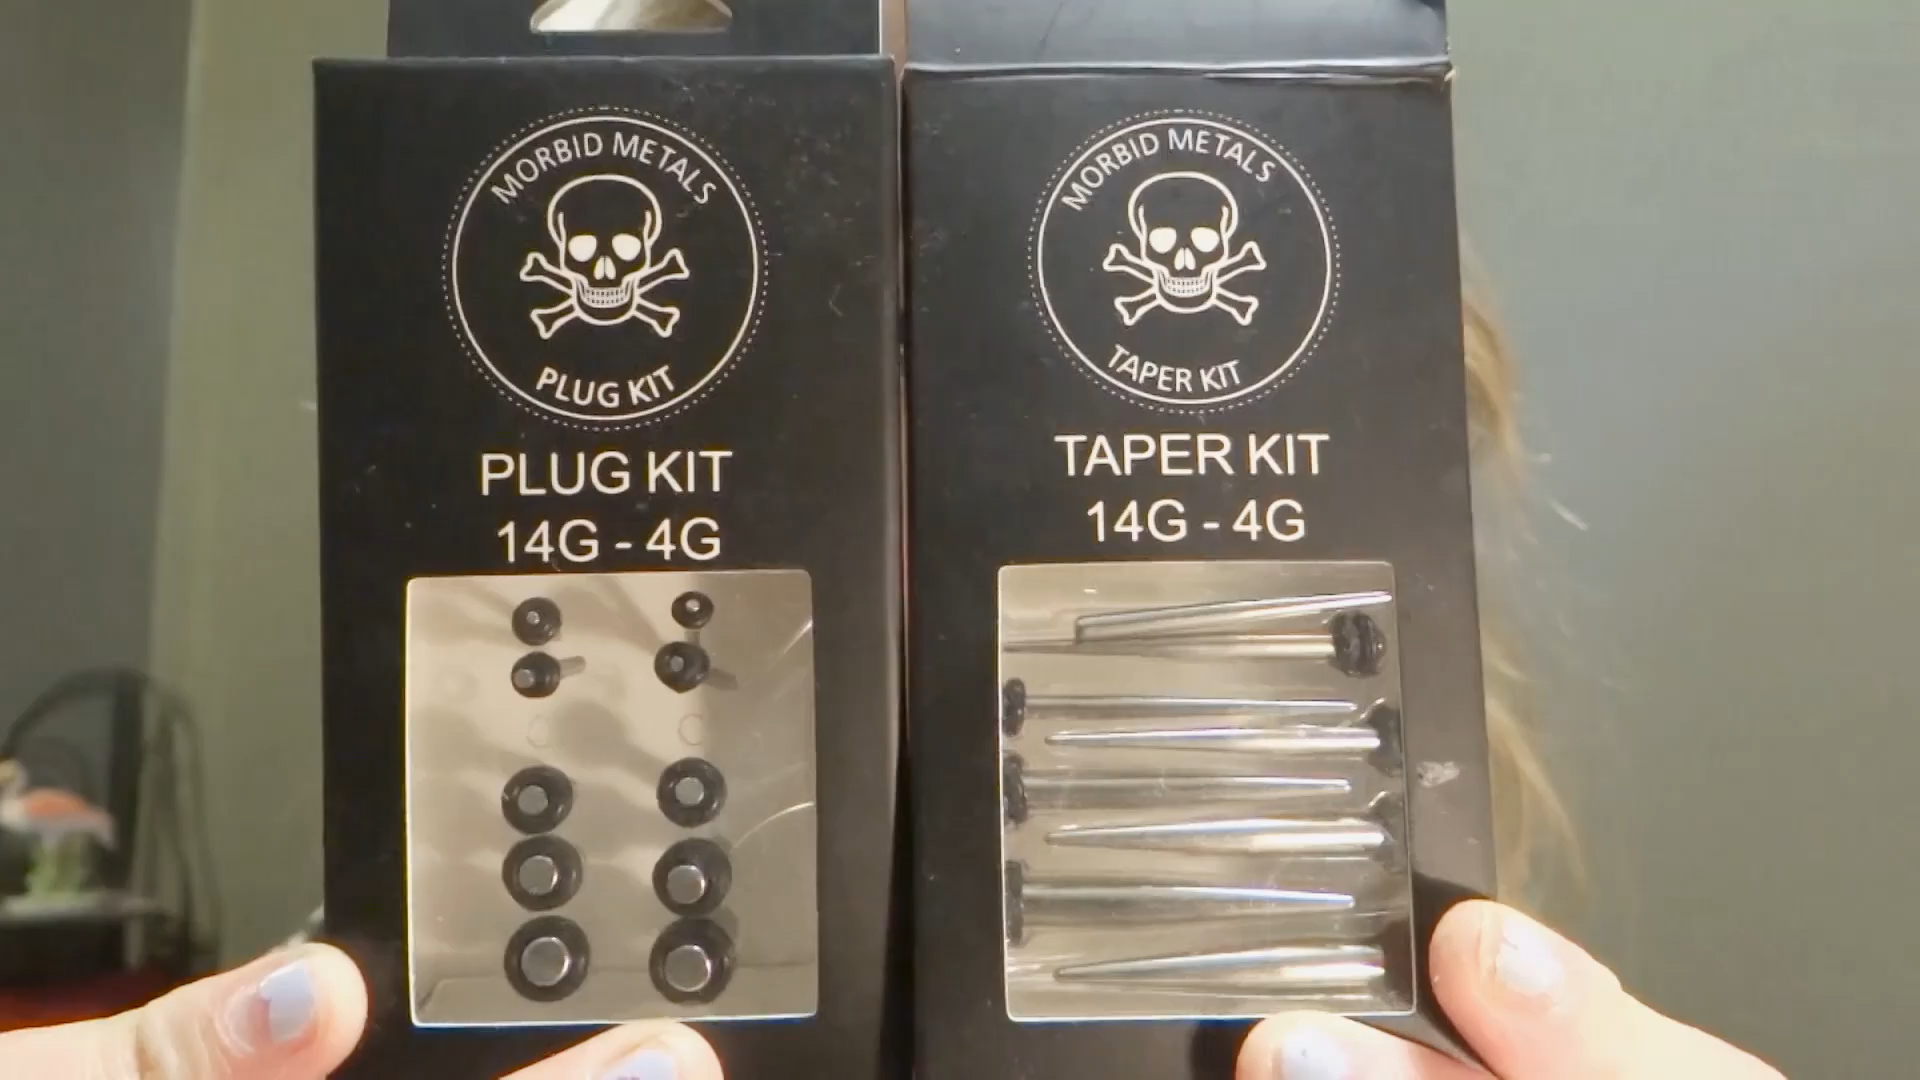 MORBID METALS
PLUG KIT
PLUG KIT
14G - 4G
MORBID METALS
TAPER KIT
TAPER KIT
14G - 4G